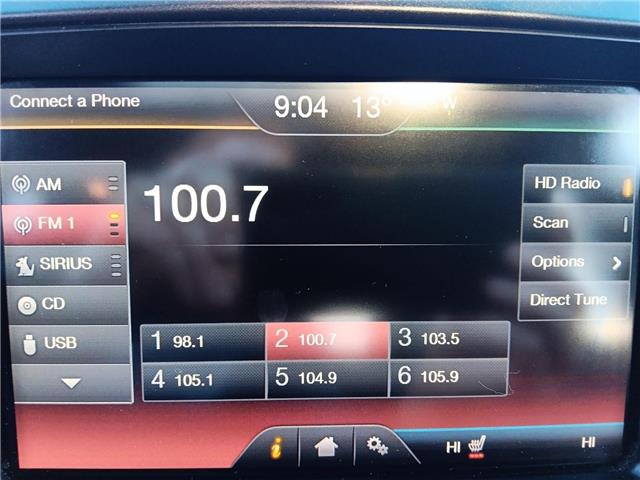 Connect a Phone 9:04 13° W
AM
FM 1
SIRIUS
CD
USB
100.7
HD Radio
Scan
Options >
Direct Tune
1 98.1 2 100.7 3 103.5
4 105.1 5 104.9 6 105.9
i HI HI